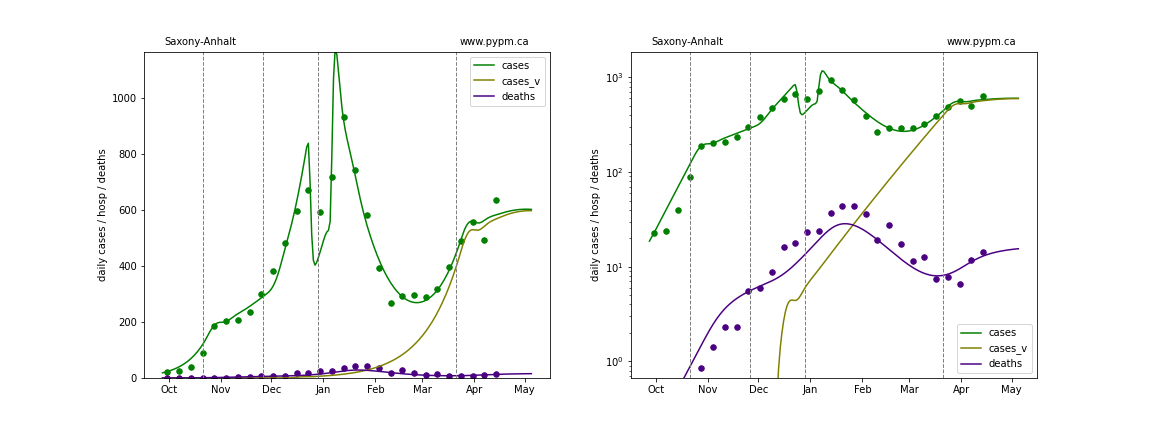 Saxony-Anhalt www.pypm.ca
cases
cases_v
deaths
daily cases / hosp / deaths
1000
800
600
400
200
0
Oct Nov Dec Jan Feb Mar Apr May
Saxony-Anhalt www.pypm.ca
daily cases / hosp / deaths
10³
10²
10¹
10⁰
cases
cases_v
deaths
Oct Nov Dec Jan Feb Mar Apr May